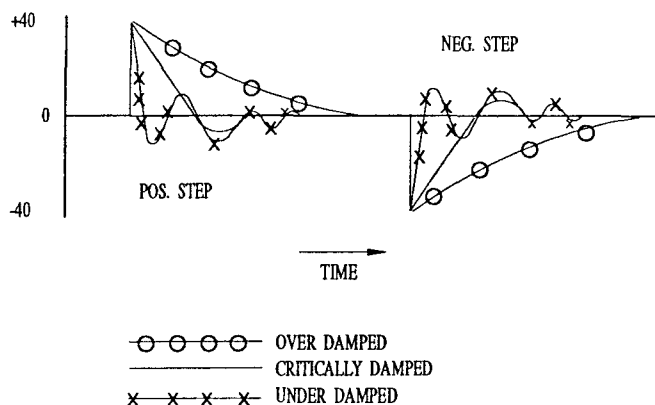 +40
NEG. STEP
0
POS. STEP
-40
TIME
OVER DAMPED
CRITICALLY DAMPED
UNDER DAMPED